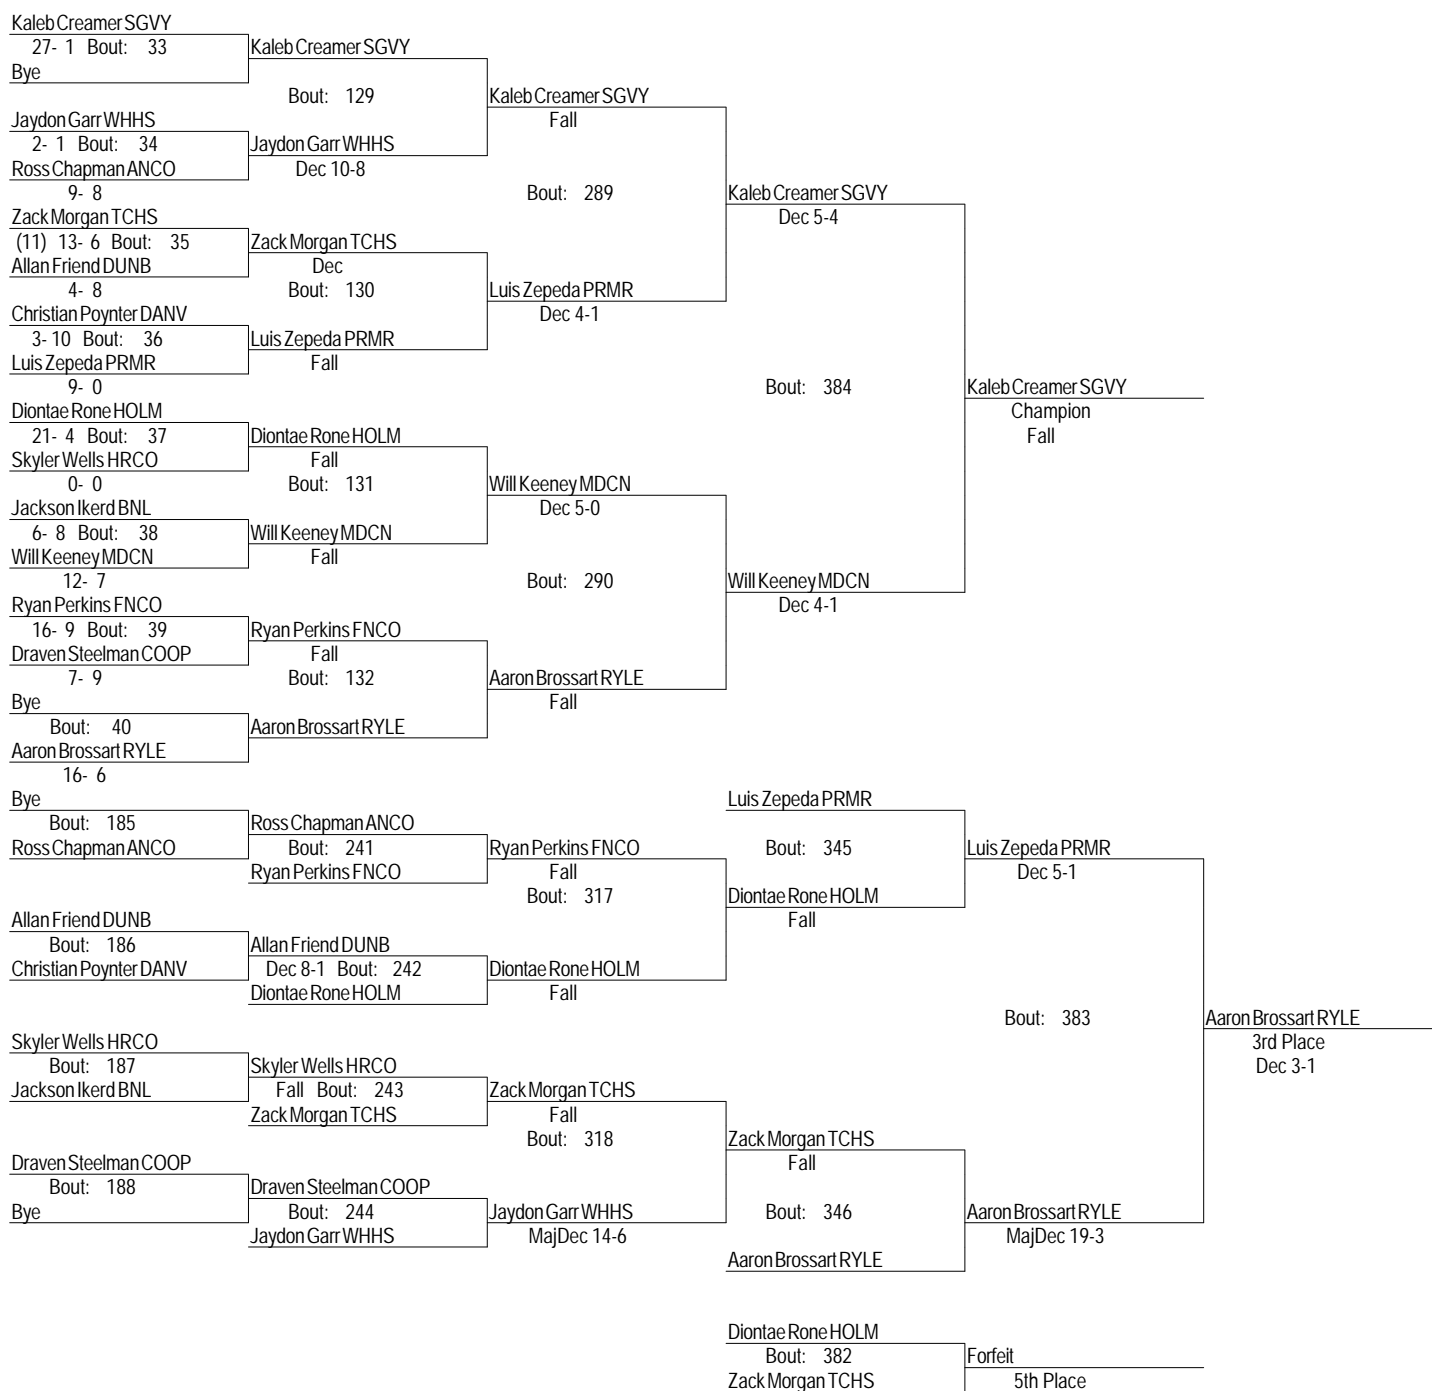 Kaleb Creamer SGVY
27- 1 Bout: 33
Bye
Kaleb Creamer SGVY
Bout: 129
Jaydon Garr WHHS
2- 1 Bout: 34
Ross Chapman ANCO
9- 8
Jaydon Garr WHHS
Dec 10-8
Kaleb Creamer SGVY
Fall
Bout: 289
Zack Morgan TCHS
(11) 13- 6 Bout: 35
Allan Friend DUNB
4- 8
Zack Morgan TCHS
Dec
Bout: 130
Christian Poynter DANV
3- 10 Bout: 36
Luis Zepeda PRMR
9- 0
Luis Zepeda PRMR
Fall
Luis Zepeda PRMR
Dec 4-1
Kaleb Creamer SGVY
Dec 5-4
Bout: 384
Diontae Rone HOLM
21- 4 Bout: 37
Skyler Wells HRCO
0- 0
Diontae Rone HOLM
Fall
Bout: 131
Jackson Ikerd BNL
6- 8 Bout: 38
Will Keeney MDCN
12- 7
Will Keeney MDCN
Fall
Will Keeney MDCN
Dec 5-0
Bout: 290
Ryan Perkins FNCO
16- 9 Bout: 39
Draven Steelman COOP
7- 9
Ryan Perkins FNCO
Fall
Bout: 132
Bye
Bout: 40
Aaron Brossart RYLE
16- 6
Aaron Brossart RYLE
Aaron Brossart RYLE
Fall
Will Keeney MDCN
Dec 4-1
Kaleb Creamer SGVY
Champion
Fall
Bye
Bout: 185
Ross Chapman ANCO
Ross Chapman ANCO
Bout: 241
Ryan Perkins FNCO
Ryan Perkins FNCO
Fall
Bout: 317
Allan Friend DUNB
Bout: 186
Christian Poynter DANV
Allan Friend DUNB
Dec 8-1 Bout: 242
Diontae Rone HOLM
Diontae Rone HOLM
Fall
Luis Zepeda PRMR
Bout: 345
Diontae Rone HOLM
Fall
Luis Zepeda PRMR
Dec 5-1
Bout: 383
Skyler Wells HRCO
Bout: 187
Jackson Ikerd BNL
Skyler Wells HRCO
Fall Bout: 243
Zack Morgan TCHS
Zack Morgan TCHS
Fall
Bout: 318
Draven Steelman COOP
Bout: 188
Bye
Draven Steelman COOP
Bout: 244
Jaydon Garr WHHS
Jaydon Garr WHHS
MajDec 14-6
Zack Morgan TCHS
Fall
Bout: 346
Aaron Brossart RYLE
Aaron Brossart RYLE
MajDec 19-3
Aaron Brossart RYLE
3rd Place
Dec 3-1
Diontae Rone HOLM
Bout: 382
Zack Morgan TCHS
Forfeit
5th Place